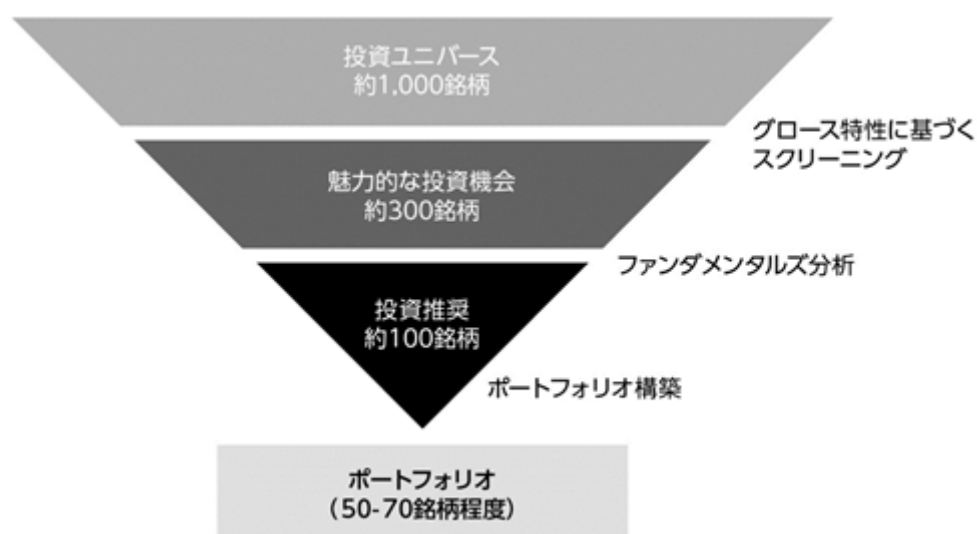 投資ユニバース
約1,000銘柄
グロース特性に基づく
スクリーニング
魅力的な投資機会
約300銘柄
ファンダメンタルズ分析
投資推奨
約100銘柄
ポートフォリオ構築
ポートフォリオ
（50-70銘柄程度）